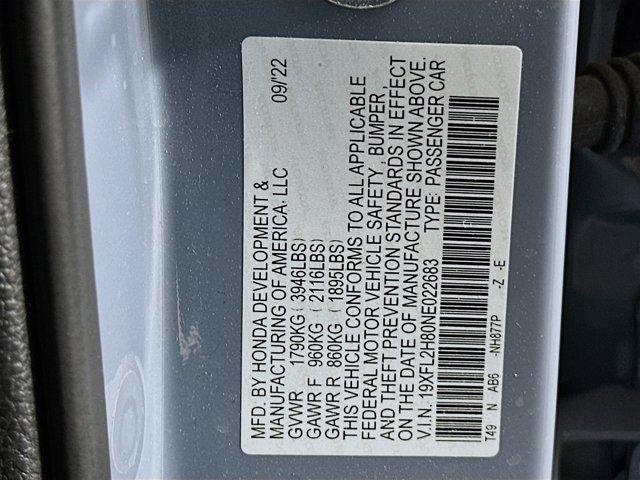 MFD. BY HONDA DEVELOPMENT &
MANUFACTURING OF AMERICA, LLC 09/'22
GVWR 1790KG ( 3946LBS)
GAWR F 960KG ( 2116LBS)
GAWR R 860KG ( 1895LBS)
THIS VEHICLE CONFORMS TO ALL APPLICABLE
FEDERAL MOTOR VEHICLE SAFETY , BUMPER ,
AND THEFT PREVENTION STANDARDS IN EFFECT
ON THE DATE OF MANUFACTURE SHOWN ABOVE.
V.I.N. 19XFL2H80NE022683 TYPE: PASSENGER CAR
T49 N AB6 -NH877P -Z -E